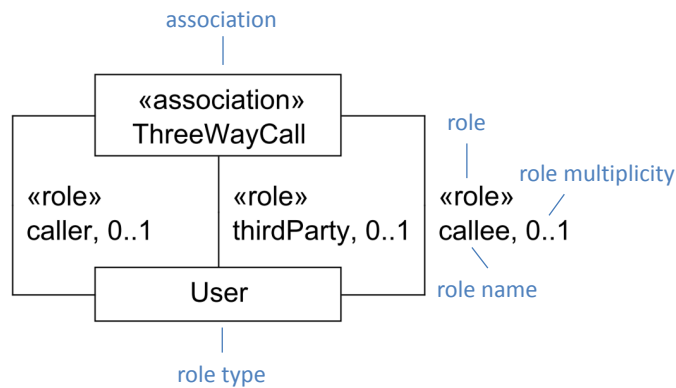 association
«association»
ThreeWayCall
role
role multiplicity
«role»
caller, 0..1
«role»
thirdParty, 0..1
«role»
callee, 0..1
role name
User
role type